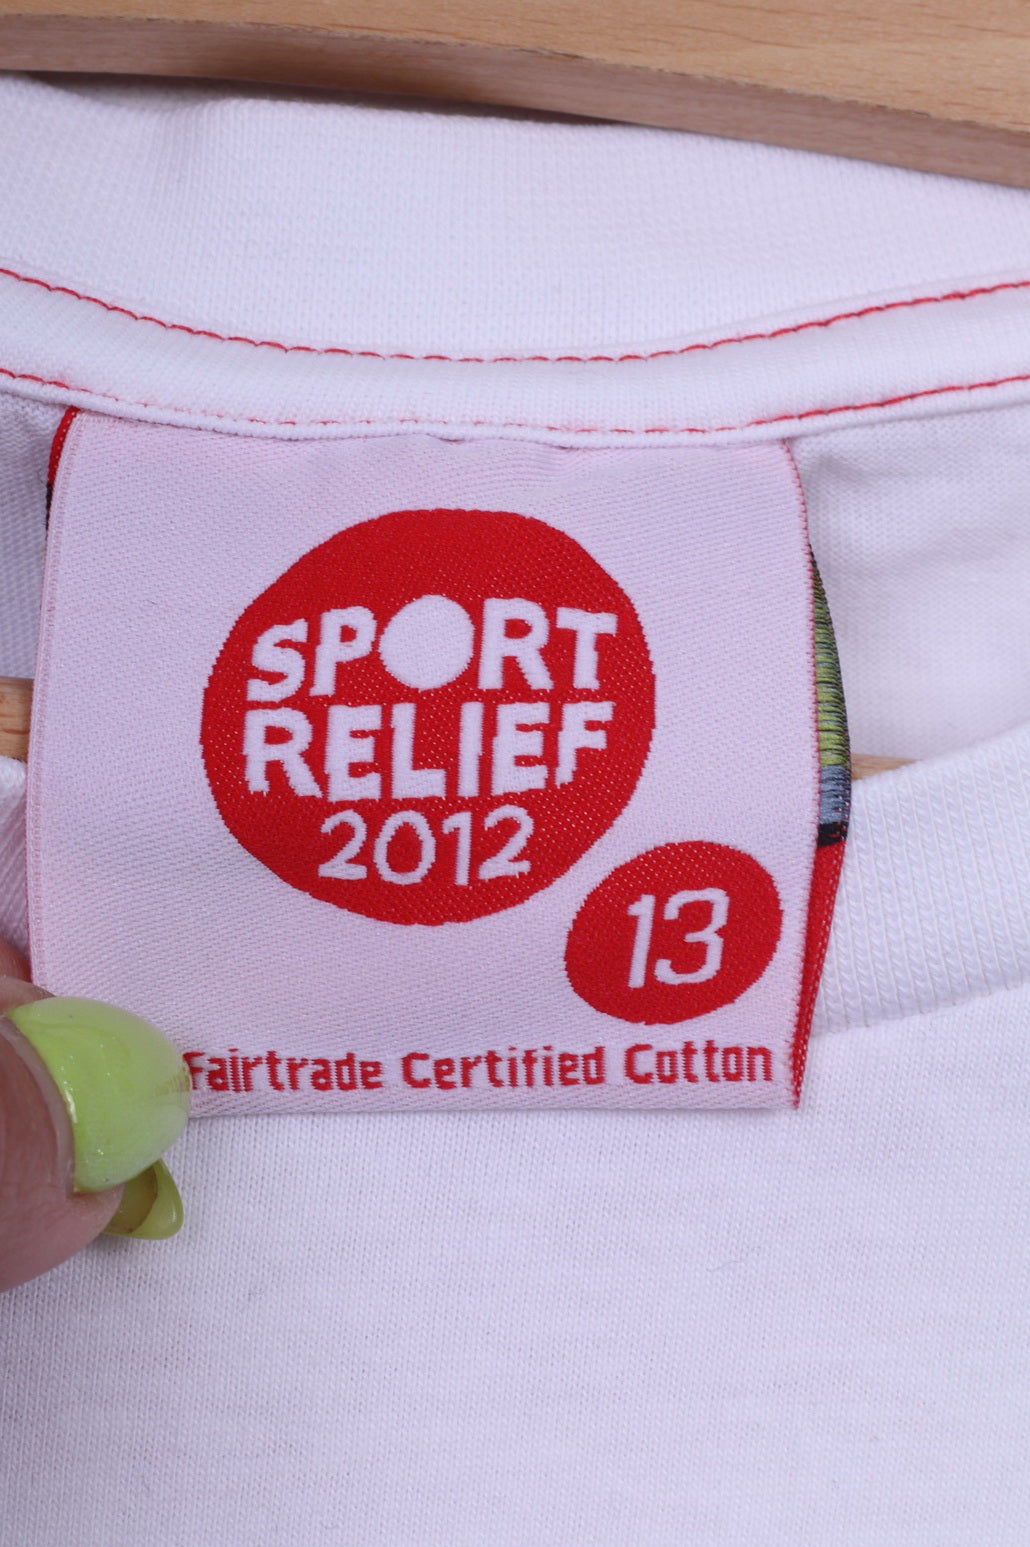 SPORT
RELIEF
2012
13
Fairtrade Certified Cotton